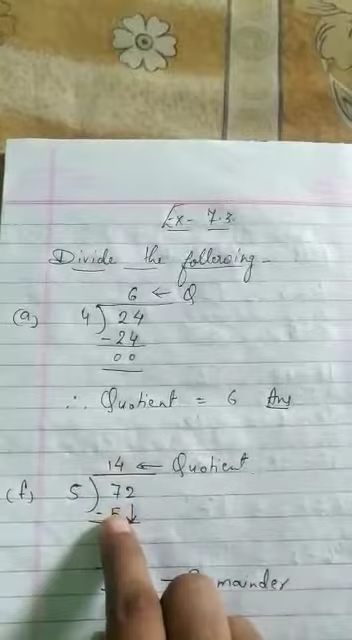 Ex- 7.3.
Divide the following-
6 ← Q
(a) 4 ) 24
-24
00
∴ Quotient = 6 Ans
14 ← Quotient
(f) 5 ) 72
- 5 ↓